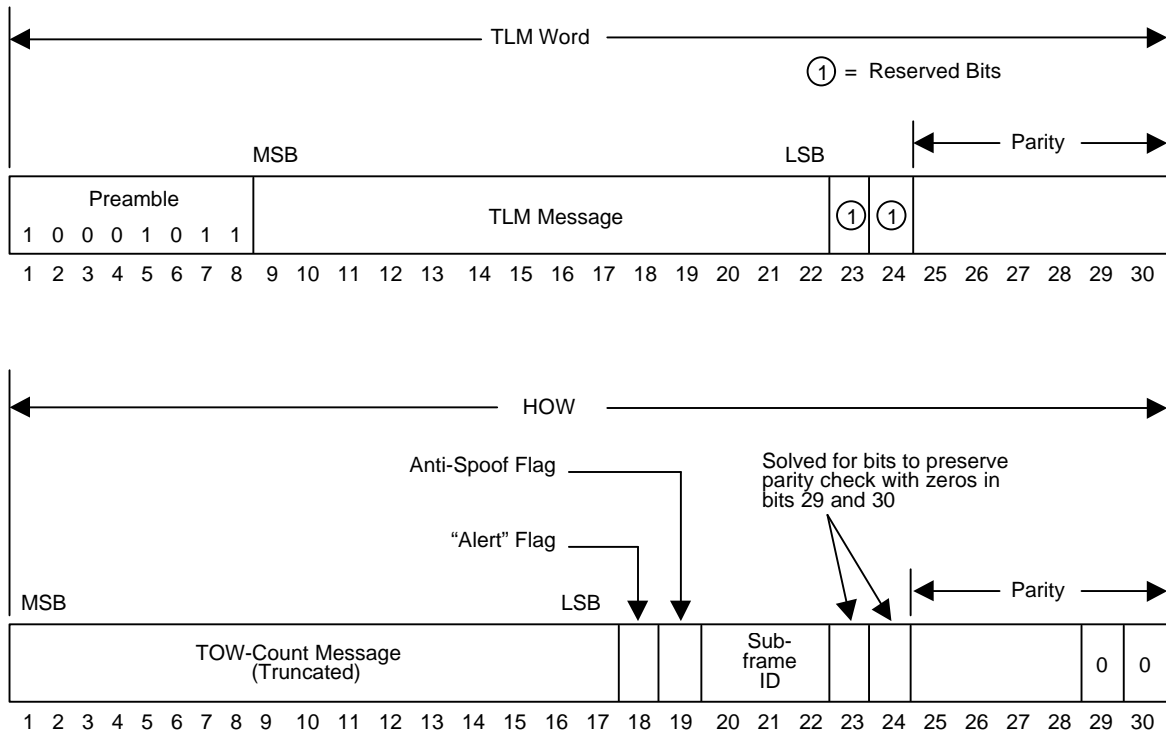 TLM Word
① = Reserved Bits
MSB LSB Parity
Preamble
1 0 0 0 1 0 1 1
TLM Message
① ①
1 2 3 4 5 6 7 8 9 10 11 12 13 14 15 16 17 18 19 20 21 22 23 24 25 26 27 28 29 30
HOW
Anti-Spoof Flag
Solved for bits to preserve
parity check with zeros in
bits 29 and 30
“Alert” Flag
MSB LSB Parity
TOW-Count Message
(Truncated)
Sub-
frame
ID
0 0
1 2 3 4 5 6 7 8 9 10 11 12 13 14 15 16 17 18 19 20 21 22 23 24 25 26 27 28 29 30